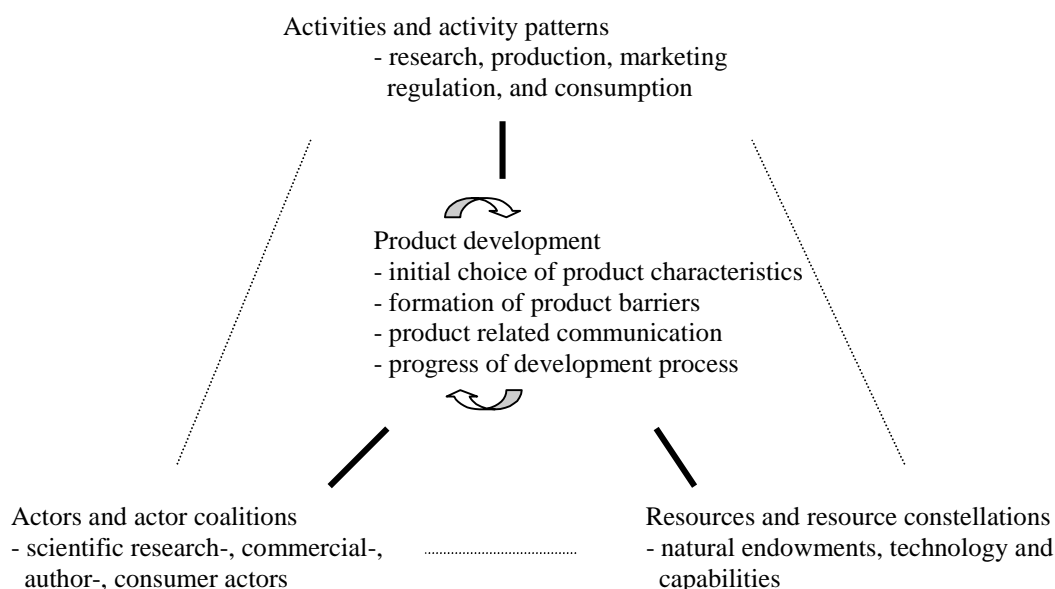 Activities and activity patterns
- research, production, marketing
regulation, and consumption
Product development
- initial choice of product characteristics
- formation of product barriers
- product related communication
- progress of development process
Actors and actor coalitions
- scientific research-, commercial-,
author-, consumer actors
Resources and resource constellations
- natural endowments, technology and
capabilities